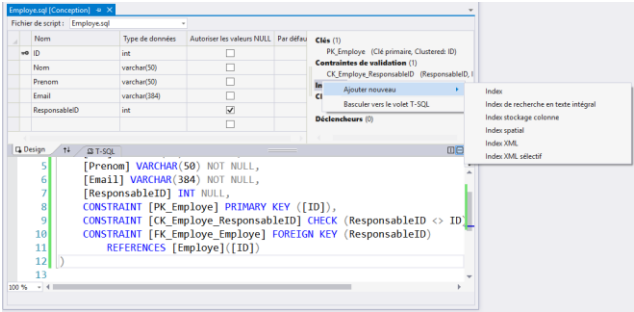 Employe.sql [Conception]
Fichier de script : Employe.sql
Nom Type de données Autoriser les valeurs NULL Par défau
ID int
Nom varchar(50)
Prenom varchar(50)
Email varchar(384)
ResponsableID int
Clés (1)
PK_Employe (Clé primaire, Clustered: ID)
Contraintes de validation (1)
CK_Employe_ResponsableID (ResponsableID, I
In
Cl
Déclencheurs (0)
Ajouter nouveau
Basculer vers le volet T-SQL
Index
Index de recherche en texte intégral
Index stockage colonne
Index spatial
Index XML
Index XML sélectif
Design T-SQL
5 [Prenom] VARCHAR(50) NOT NULL,
6 [Email] VARCHAR(384) NOT NULL,
7 [ResponsableID] INT NULL,
8 CONSTRAINT [PK_Employe] PRIMARY KEY ([ID]),
9 CONSTRAINT [CK_Employe_ResponsableID] CHECK (ResponsableID <> ID)
10 CONSTRAINT [FK_Employe_Employe] FOREIGN KEY (ResponsableID)
11 REFERENCES [Employe]([ID])
12 )
13
100 %